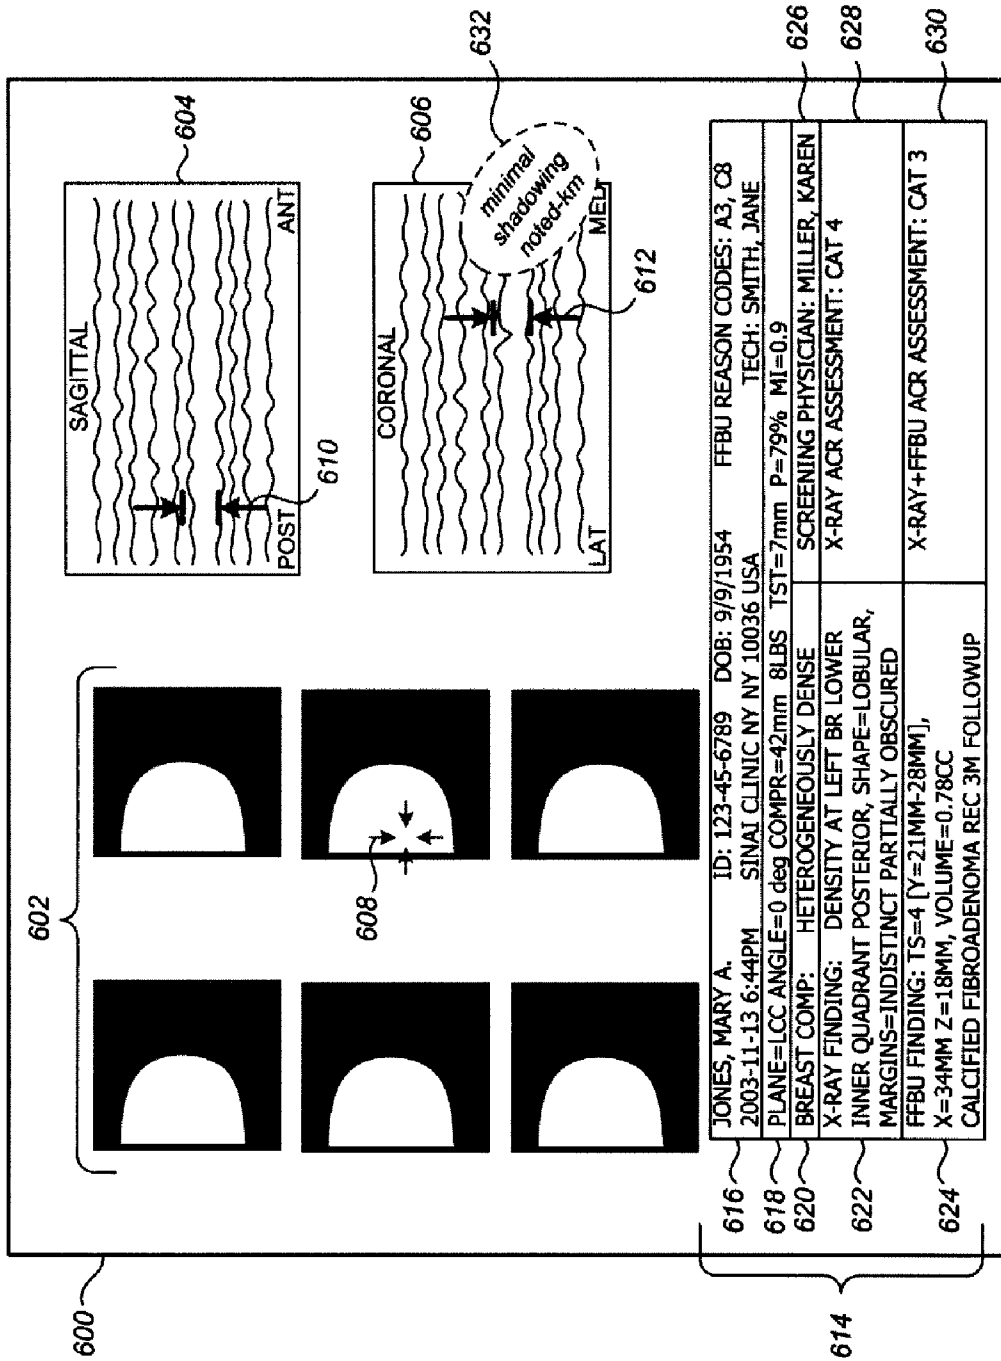 600
602
608
SAGITTAL
POST
ANT
604
610
CORONAL
LAT
MED
606
612
minimal
shadowing
noted-km
632
614
616
JONES, MARY A. ID: 123-45-6789 DOB: 9/9/1954 FFBU REASON CODES: A3, C8
2003-11-13 6:44PM SINAI CLINIC NY NY 10036 USA TECH: SMITH, JANE
618
PLANE=LCC ANGLE=0 deg COMPR=42mm 8LBS TST=7mm P=79% MI=0.9
620
BREAST COMP: HETEROGENEOUSLY DENSE
SCREENING PHYSICIAN: MILLER, KAREN
626
622
X-RAY FINDING: DENSITY AT LEFT BR LOWER
INNER QUADRANT POSTERIOR, SHAPE=LOBULAR,
MARGINS=INDISTINCT PARTIALLY OBSCURED
X-RAY ACR ASSESSMENT: CAT 4
628
624
FFBU FINDING: TS=4 [Y=21MM-28MM],
X=34MM Z=18MM, VOLUME=0.78CC
CALCIFIED FIBROADENOMA REC 3M FOLLOWUP
X-RAY+FFBU ACR ASSESSMENT: CAT 3
630